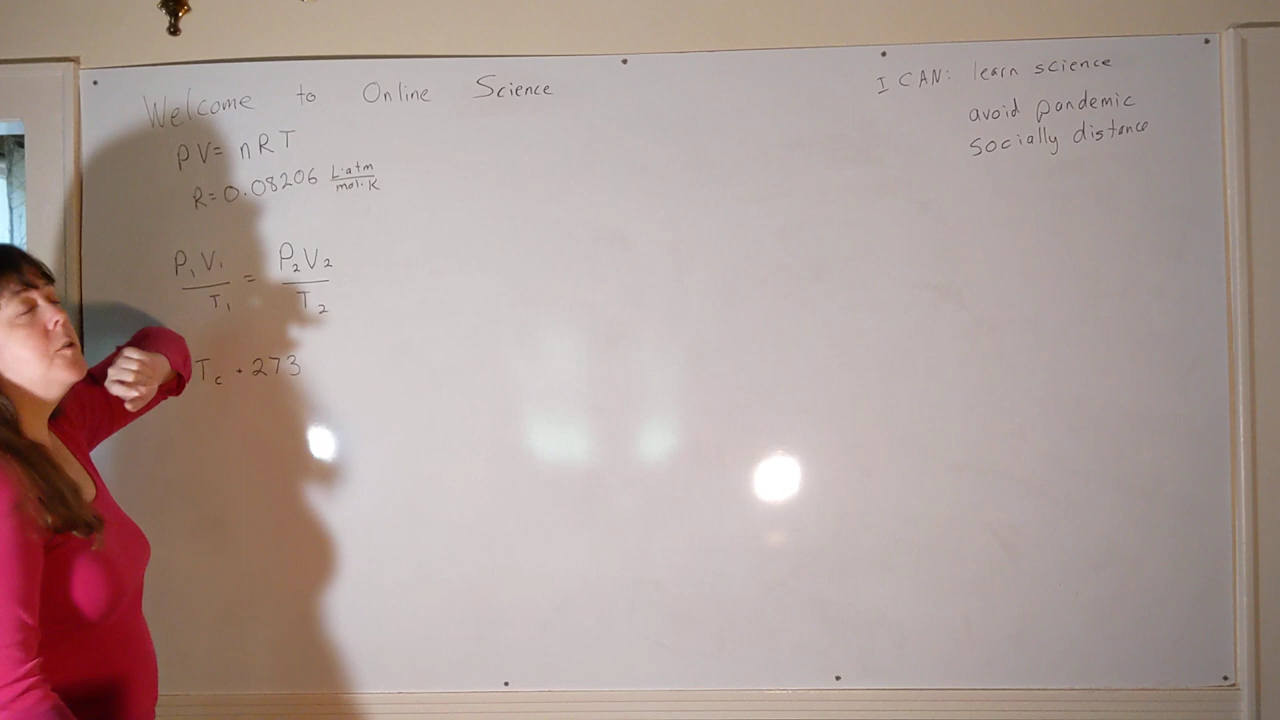 Welcome to Online Science
PV = nRT
R = 0.08206 L·atm / mol·K
P₁V₁ / T₁ = P₂V₂ / T₂
Tc + 273
I CAN: learn science
avoid pandemic
socially distance